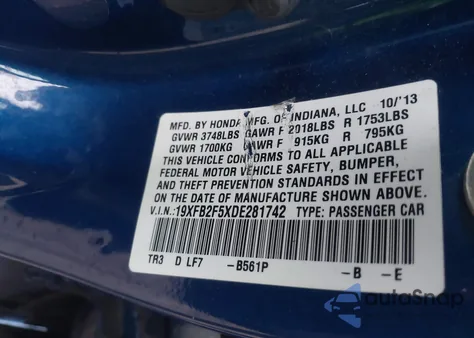 MFD. BY HONDA MFG. OF INDIANA, LLC 10/'13
GVWR 3748LBS GAWR F 2018LBS R 1753LBS
GVWR 1700KG GAWR F 915KG R 795KG
THIS VEHICLE CONFORMS TO ALL APPLICABLE
FEDERAL MOTOR VEHICLE SAFETY, BUMPER,
AND THEFT PREVENTION STANDARDS IN EFFECT
ON THE DATE OF MANUFACTURE SHOWN ABOVE.
V.I.N.: 19XFB2F5XDE281742 TYPE: PASSENGER CAR
TR3 D LF7 -B561P -B -E
autoSnap